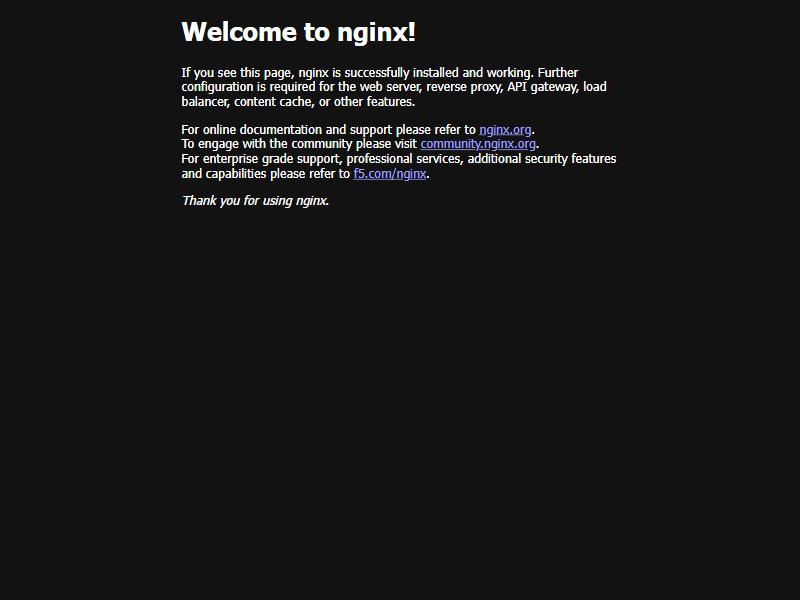 Welcome to nginx!
If you see this page, nginx is successfully installed and working. Further
configuration is required for the web server, reverse proxy, API gateway, load
balancer, content cache, or other features.
For online documentation and support please refer to nginx.org.
To engage with the community please visit community.nginx.org.
For enterprise grade support, professional services, additional security features
and capabilities please refer to f5.com/nginx.
Thank you for using nginx.